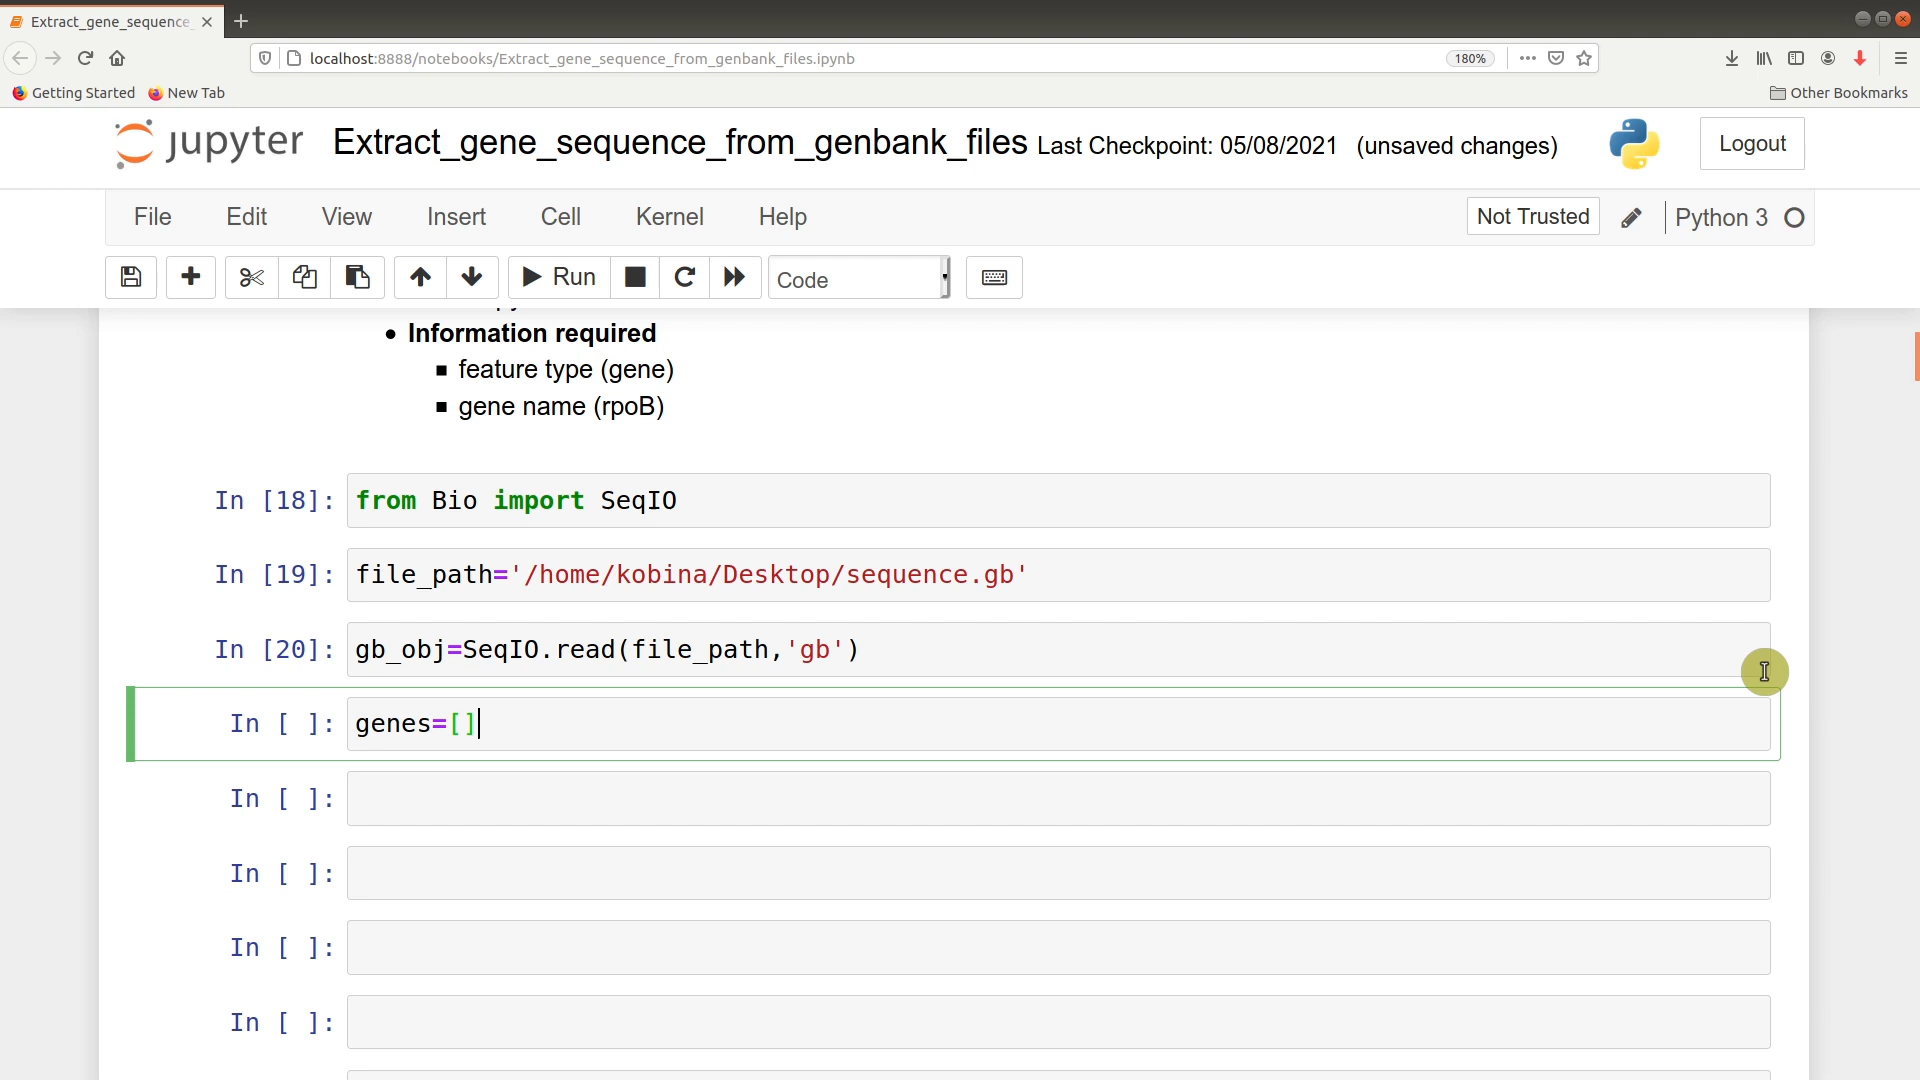 Extract_gene_sequence_
Getting Started
New Tab
localhost:8888/notebooks/Extract_gene_sequence_from_genbank_files.ipynb
180%
Other Bookmarks
jupyter
Extract_gene_sequence_from_genbank_files Last Checkpoint: 05/08/2021 (unsaved changes)
Logout
File Edit View Insert Cell Kernel Help
Not Trusted
Python 3
Run
Code
Information required
feature type (gene)
gene name (rpoB)
In [18]: from Bio import SeqIO
In [19]: file_path='/home/kobina/Desktop/sequence.gb'
In [20]: gb_obj=SeqIO.read(file_path,'gb')
In [ ]: genes=[]
In [ ]:
In [ ]:
In [ ]:
In [ ]: